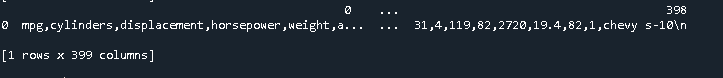 0 ... 398
0 mpg,cylinders,displacement,horsepower,weight,a... ... 31,4,119,82,2720,19.4,82,1,chevy s-10\n
[1 rows x 399 columns]